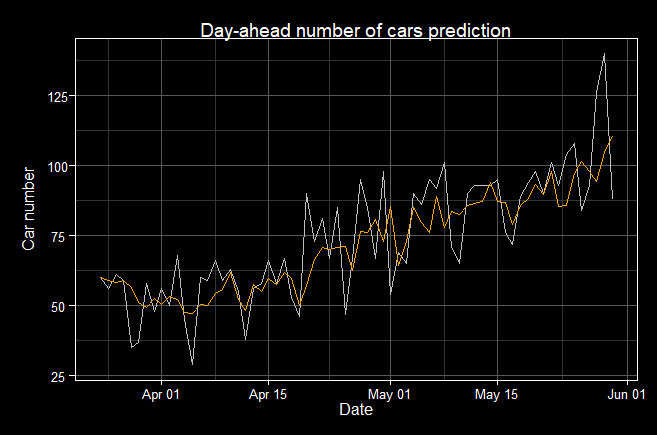 Day-ahead number of cars prediction
Car number
125
100
75
50
25
Apr 01
Apr 15
May 01
May 15
Jun 01
Date